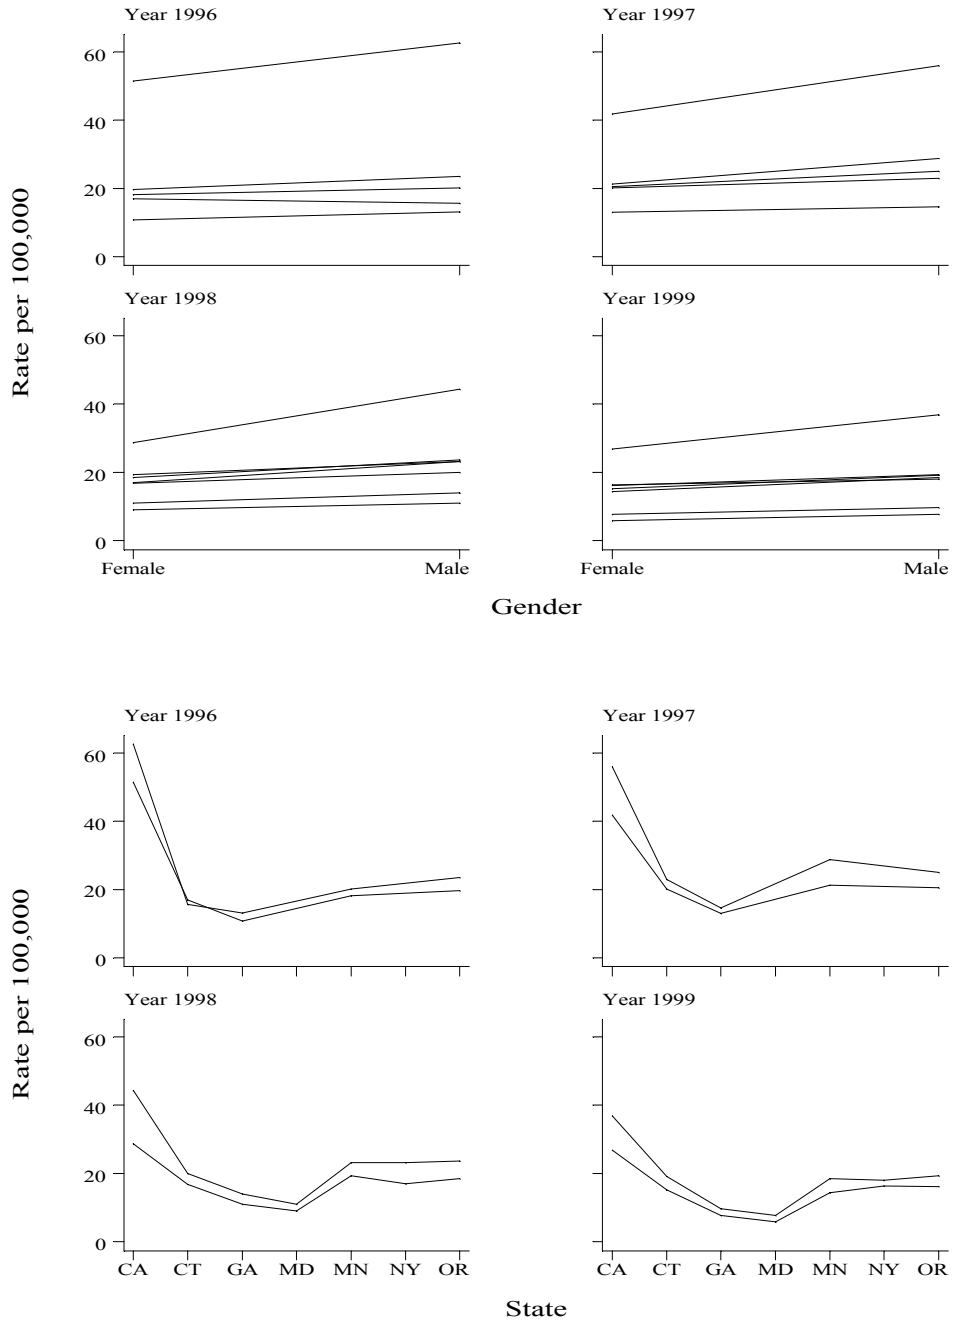 Year 1996
Year 1997
60
40
20
0
Year 1998
Year 1999
60
40
20
0
Female Male Female Male
Rate per 100,000
Gender
Year 1996
Year 1997
60
40
20
0
Year 1998
Year 1999
60
40
20
0
CA CT GA MD MN NY OR CA CT GA MD MN NY OR
Rate per 100,000
State